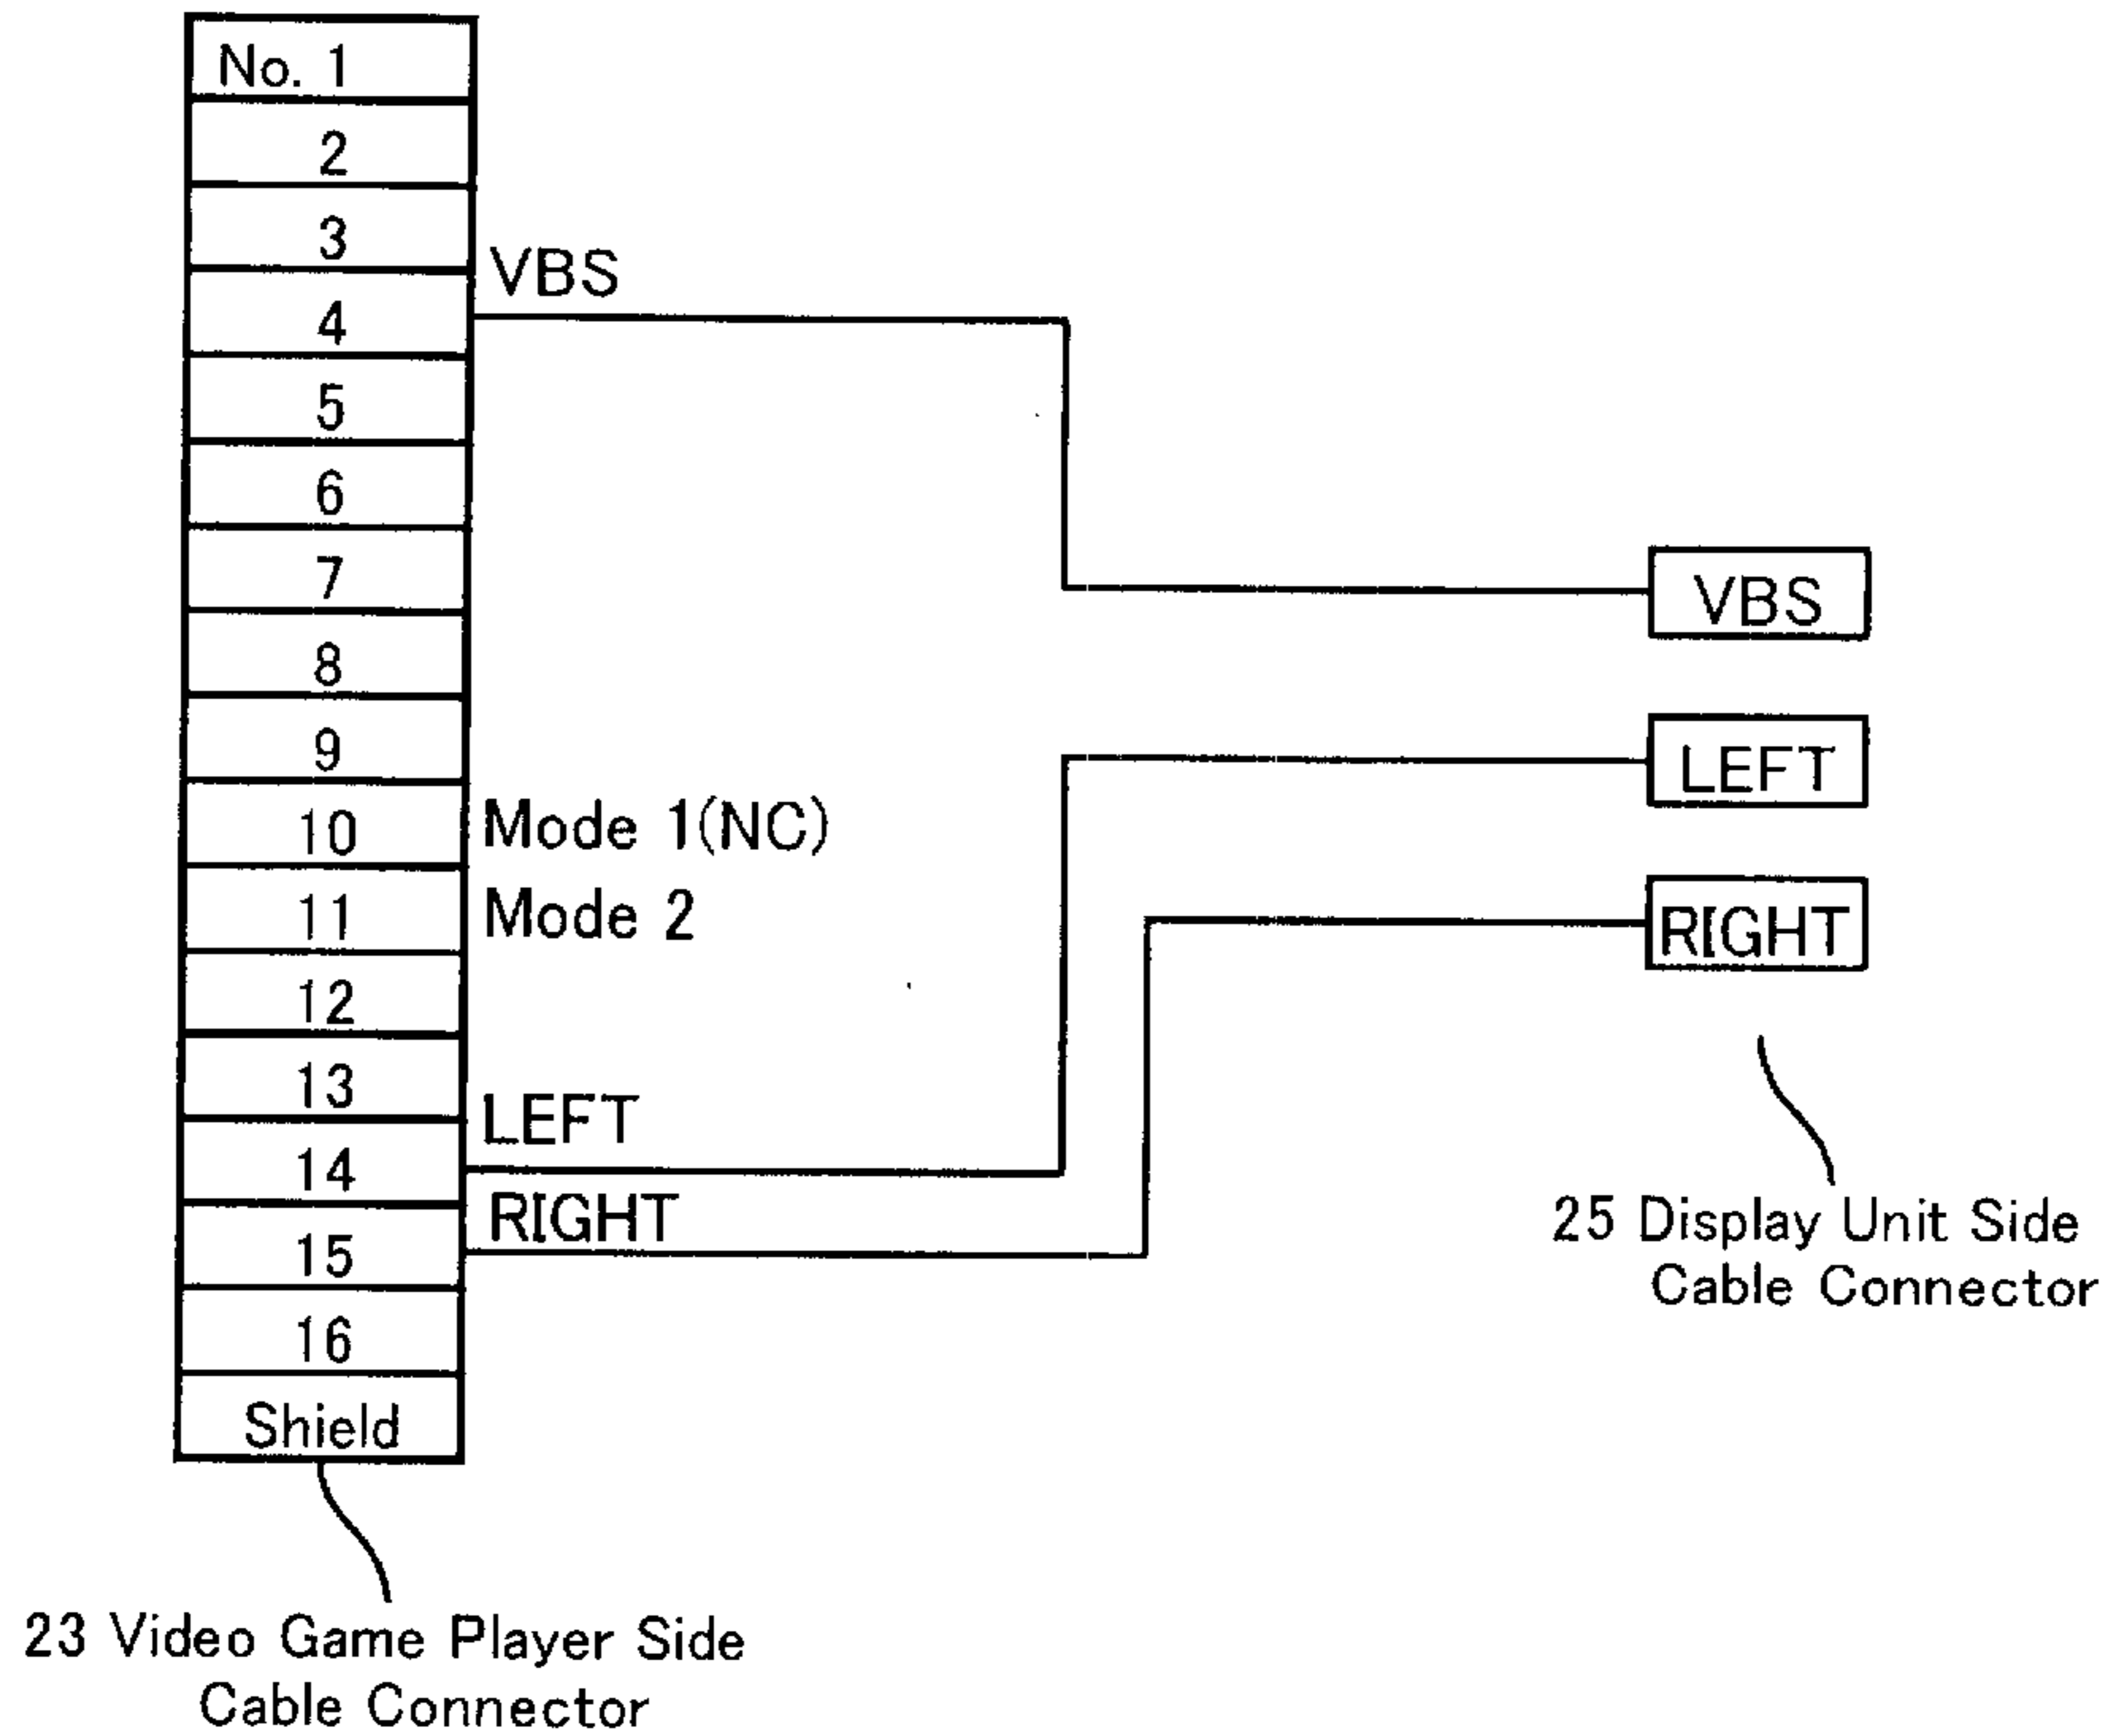 No. 1
2
3
VBS
4
5
6
7
VBS
8
9
LEFT
10 Mode 1(NC)
11 Mode 2
RIGHT
12
13
LEFT
14
RIGHT
15
16
Shield
25 Display Unit Side
Cable Connector
23 Video Game Player Side
Cable Connector